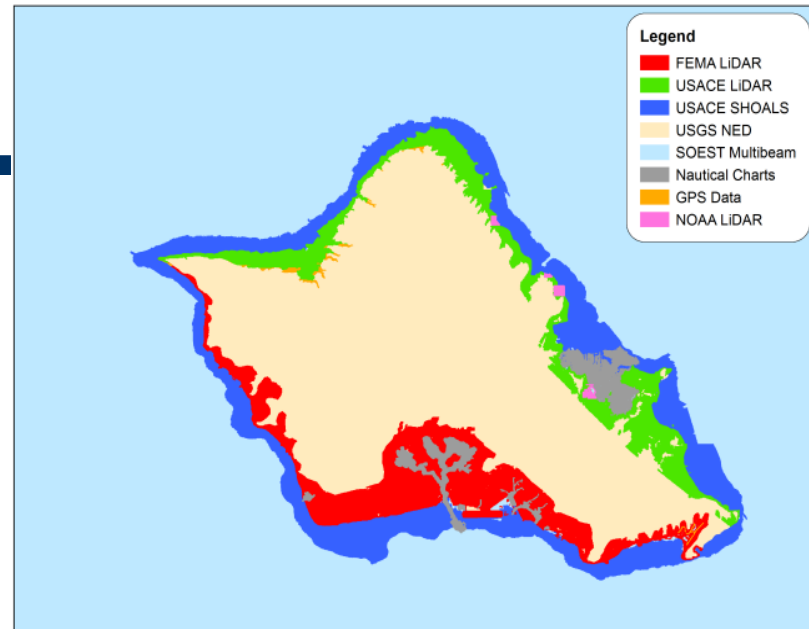 Legend
FEMA LiDAR
USACE LiDAR
USACE SHOALS
USGS NED
SOEST Multibeam
Nautical Charts
GPS Data
NOAA LiDAR